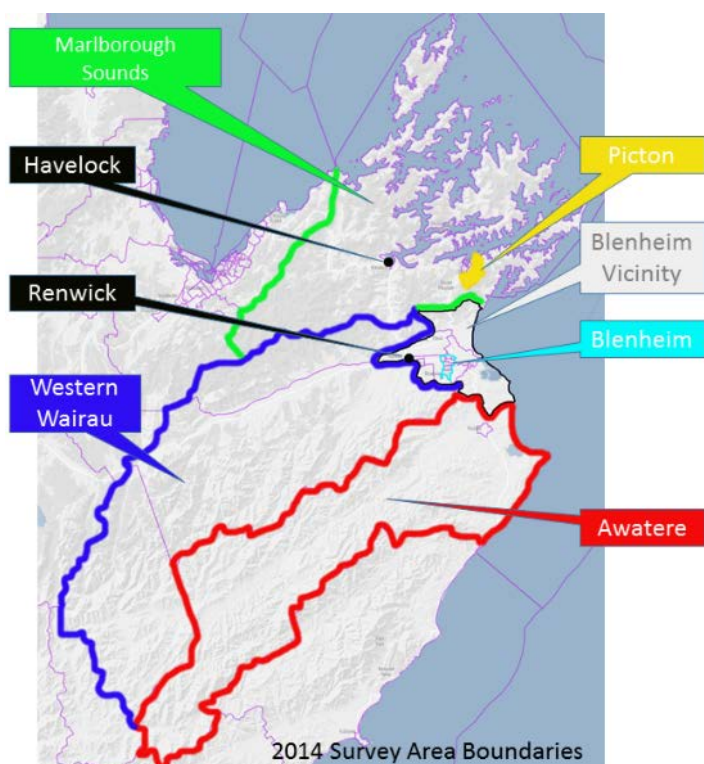 Marlborough
Sounds
Havelock
Picton
Blenheim
Vicinity
Renwick
Blenheim
Western
Wairau
Awatere
2014 Survey Area Boundaries